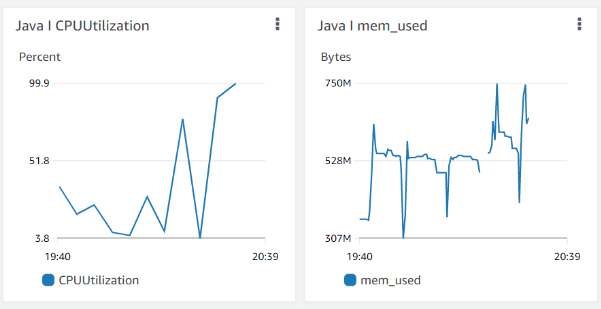 Java I CPUUtilization
Percent
99.9
51.8
3.8
19:40
20:39
CPUUtilization
Java I mem_used
Bytes
750M
528M
307M
19:40
20:39
mem_used